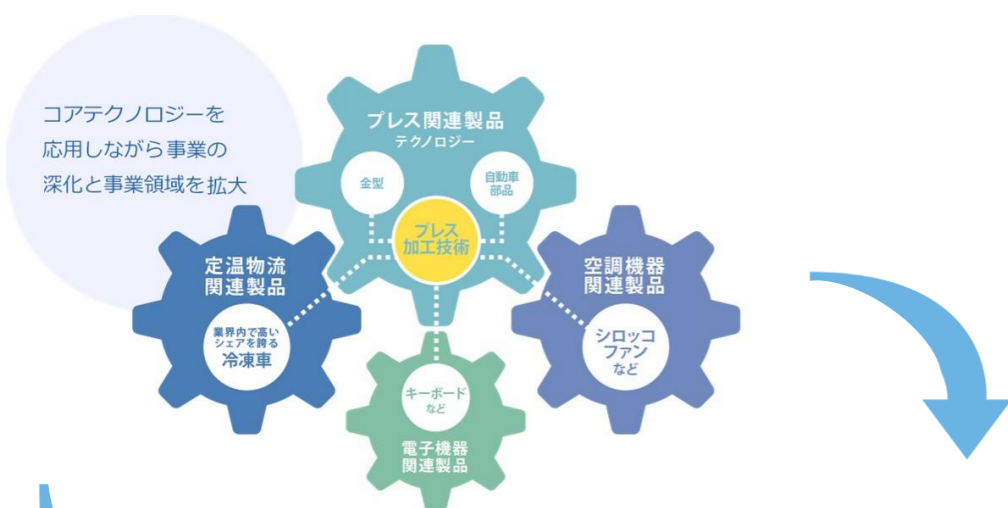 コアテクノロジーを
応用しながら事業の
深化と事業領域を拡大
プレス関連製品
テクノロジー
金型
自動車
部品
プレス
加工技術
定温物流
関連製品
業界内で高い
シェアを誇る
冷凍車
空調機器
関連製品
シロッコ
ファン
など
キーボード
など
電子機器
関連製品